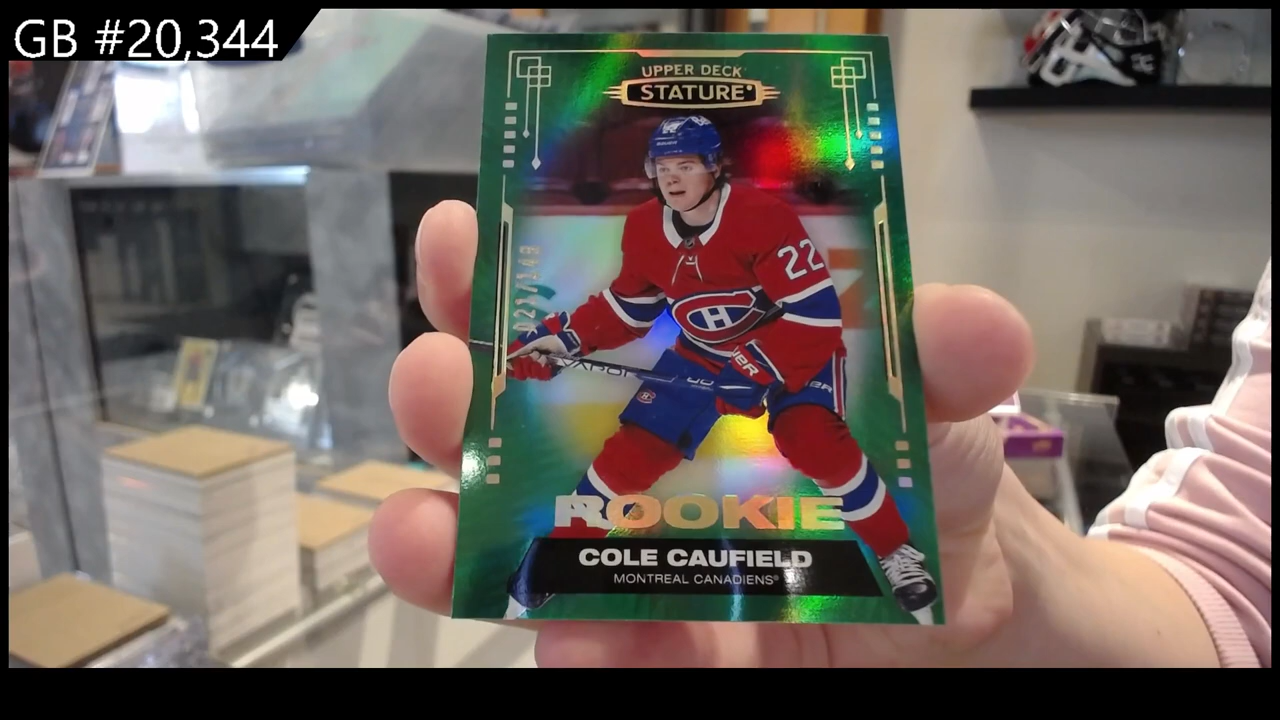 GB #20,344
UPPER DECK
STATURE
22
ROOKIE
COLE CAUFIELD
MONTREAL CANADIENS®